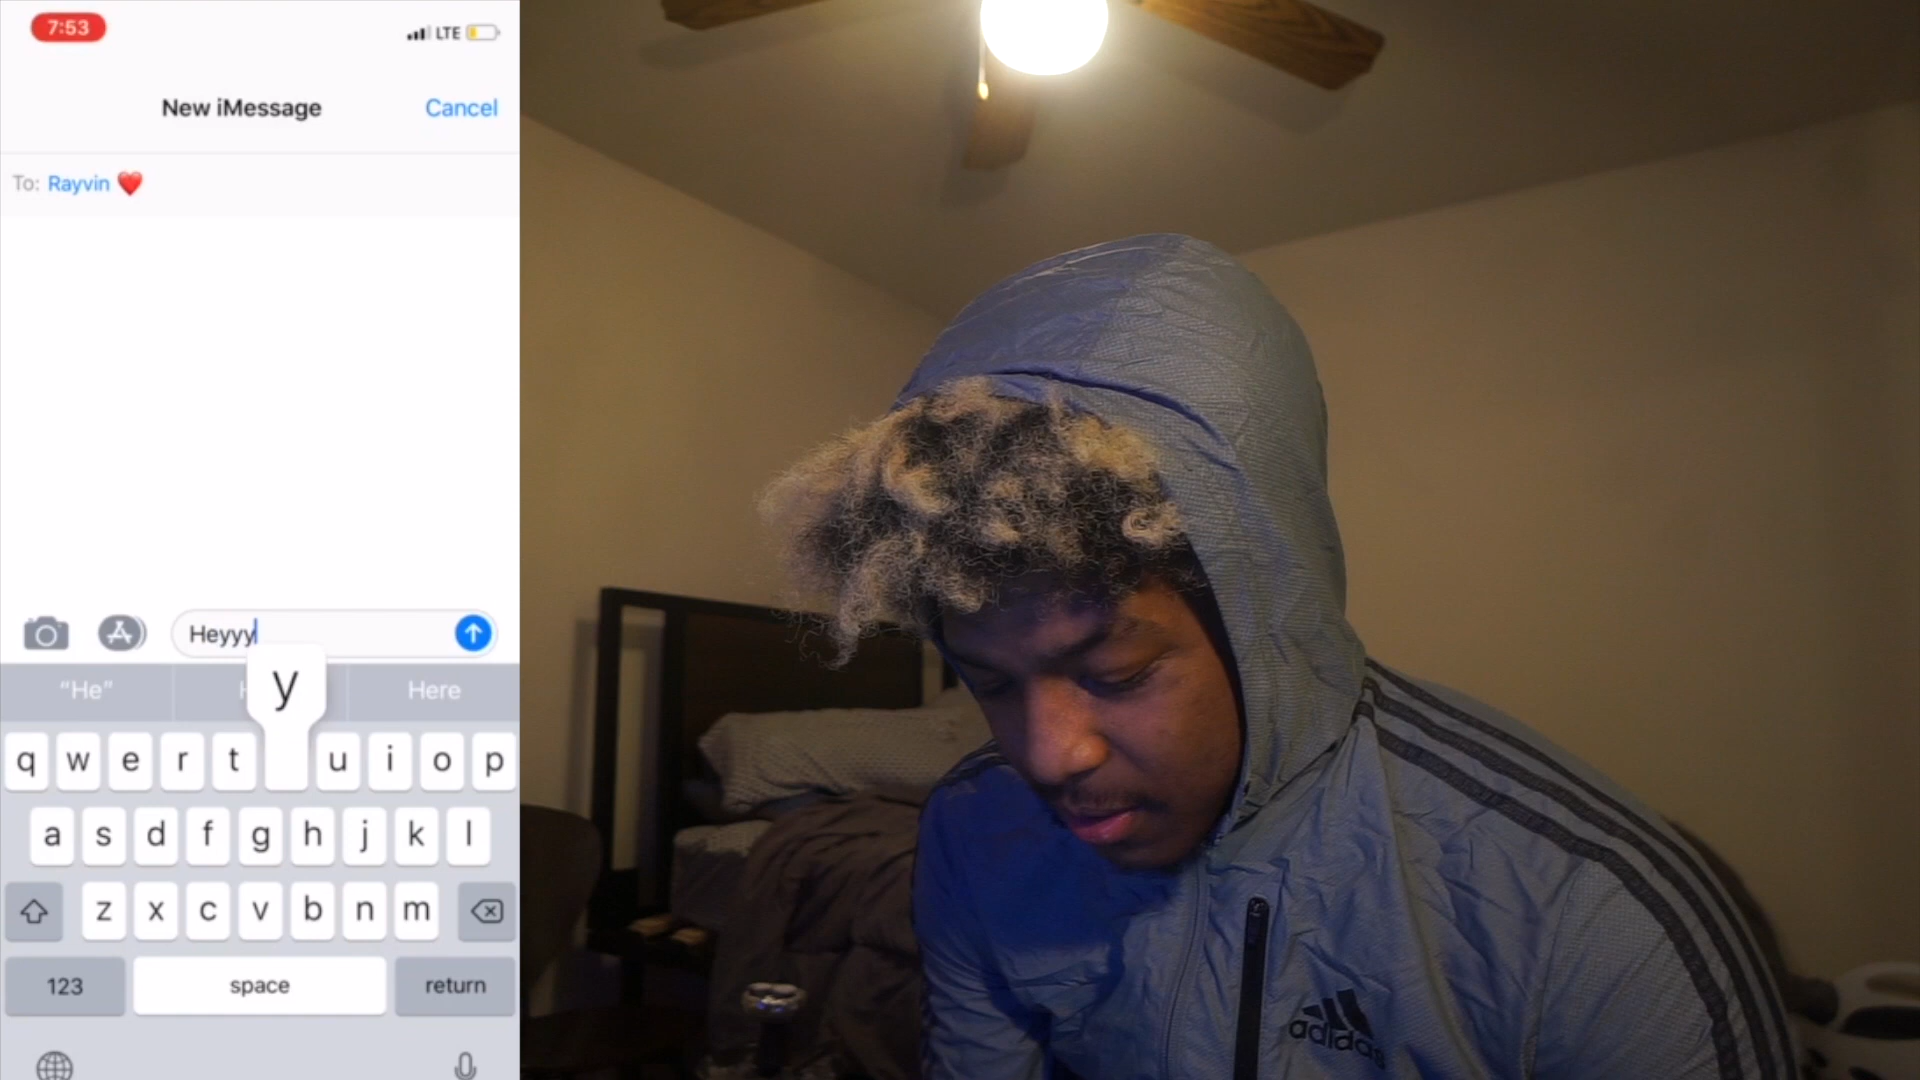 7:53
LTE
New iMessage
Cancel
To: Rayvin ❤️
Heyyy
“He”
Here
y
q w e r t u i o p
a s d f g h j k l
z x c v b n m
123
space
return
adidas